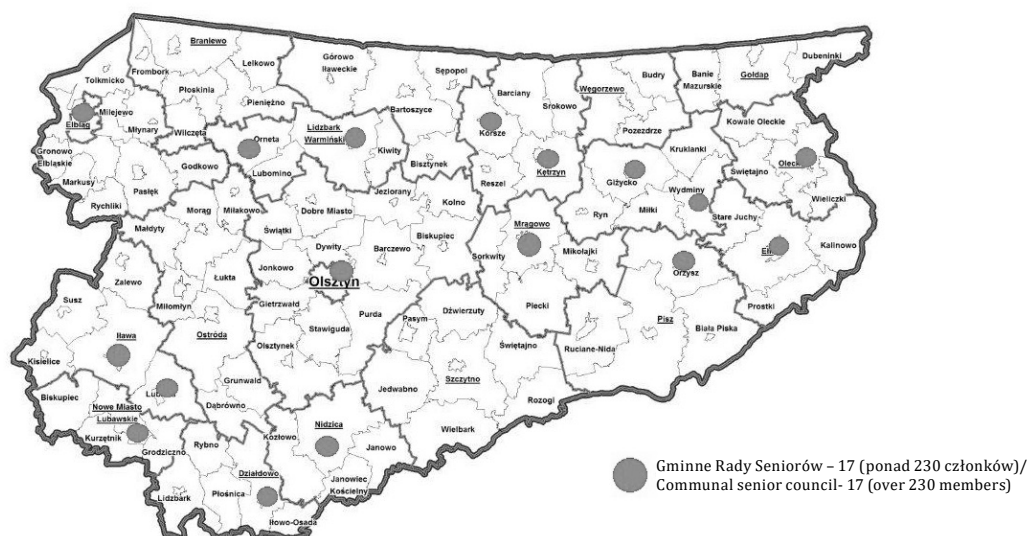 Braniewo
Dubeninki
Lelkowo
Górowo
Iławeckie
Sępopol
Budry
Banie
Mazurskie
Gołdap
Tolkmicko
Frombork
Barciany
Węgorzewo
Płoskinia
Pieniężno
Bartoszyce
Srokowo
Milejewo
Elbląg
Młynary
Wilczęta
Orneta
Lidzbark
Warmiński
Korsze
Pozezdrze
Kowale Oleckie
Gronowo
Elbląskie
Godkowo
Kiwity
Bisztynek
Kętrzyn
Kruklanki
Giżycko
Świętajno
Markusy
Pasłęk
Lubomino
Reszel
Wydminy
Rychliki
Morąg
Miłakowo
Dobre Miasto
Jeziorany
Kolno
Ryn
Miłki
Stare Juchy
Wieliczki
Małdyty
Świątki
Mrągowo
Dywity
Barczewo
Biskupiec
Sorkwity
Mikołajki
Kalinowo
Jonkowo
Olsztyn
Orzysz
Łukta
Zalewo
Susz
Miłomłyn
Gietrzwałd
Purda
Dźwierzuty
Piecki
Prostki
Stawiguda
Pasym
Pisz
Biała Piska
Iława
Ostróda
Olsztynek
Świętajno
Ruciane-Nida
Kisielice
Grunwald
Jedwabno
Szczytno
Biskupiec
Nowe Miasto
Lubawskie
Dąbrówno
Rozogi
Kurzętnik
Nidzica
Wielbark
Grodziczno
Rybno
Kozłowo
Janowo
Działdowo
Janowiec
Kościelny
Lidzbark
Płośnica
Iłowo-Osada
Gminne Rady Seniorów – 17 (ponad 230 członków)/
Communal senior council- 17 (over 230 members)